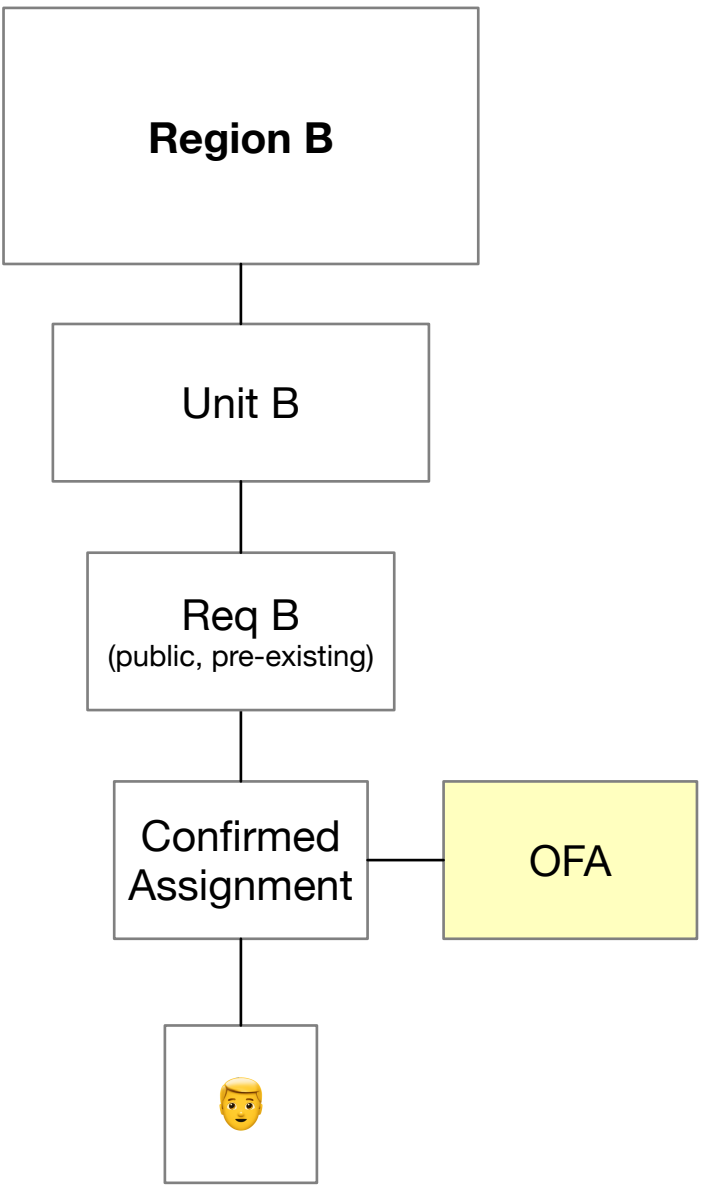 Region B
Unit B
Req B
(public, pre-existing)
Confirmed
Assignment
OFA